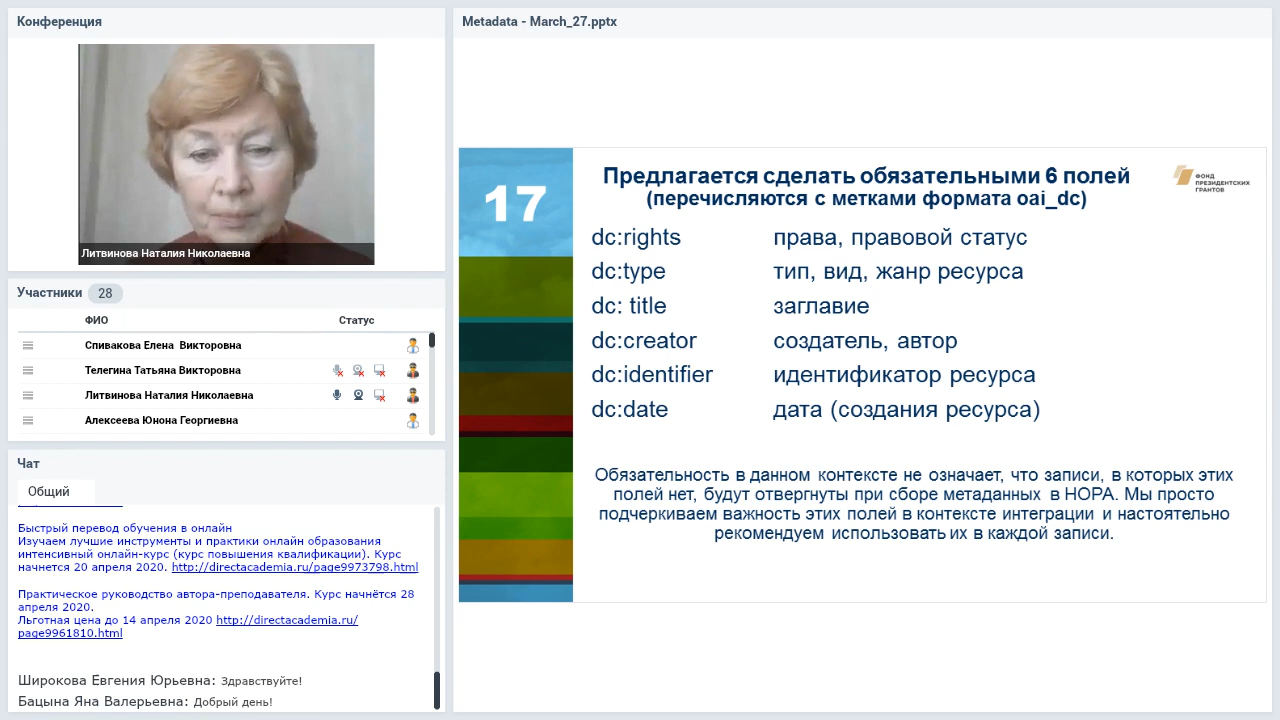 Конференция
Литвинова Наталия Николаевна
Участники 28
ФИО Статус
Спивакова Елена Викторовна
Телегина Татьяна Викторовна
Литвинова Наталия Николаевна
Алексеева Юнона Георгиевна
Чат
Общий
Быстрый перевод обучения в онлайн
Изучаем лучшие инструменты и практики онлайн образования
интенсивный онлайн-курс (курс повышения квалификации). Курс
начнется 20 апреля 2020. http://directacademia.ru/page9973798.html
Практическое руководство автора-преподавателя. Курс начнётся 28
апреля 2020.
Льготная цена до 14 апреля 2020 http://directacademia.ru/
page9961810.html
Широкова Евгения Юрьевна: Здравствуйте!
Бацына Яна Валерьевна: Добрый день!
Metadata - March_27.pptx
17
Предлагается сделать обязательными 6 полей
(перечисляются с метками формата oai_dc)
ФОНД
ПРЕЗИДЕНТСКИХ
ГРАНТОВ
dc:rights права, правовой статус
dc:type тип, вид, жанр ресурса
dc: title заглавие
dc:creator создатель, автор
dc:identifier идентификатор ресурса
dc:date дата (создания ресурса)
Обязательность в данном контексте не означает, что записи, в которых этих
полей нет, будут отвергнуты при сборе метаданных в НОРА. Мы просто
подчеркиваем важность этих полей в контексте интеграции и настоятельно
рекомендуем использовать их в каждой записи.